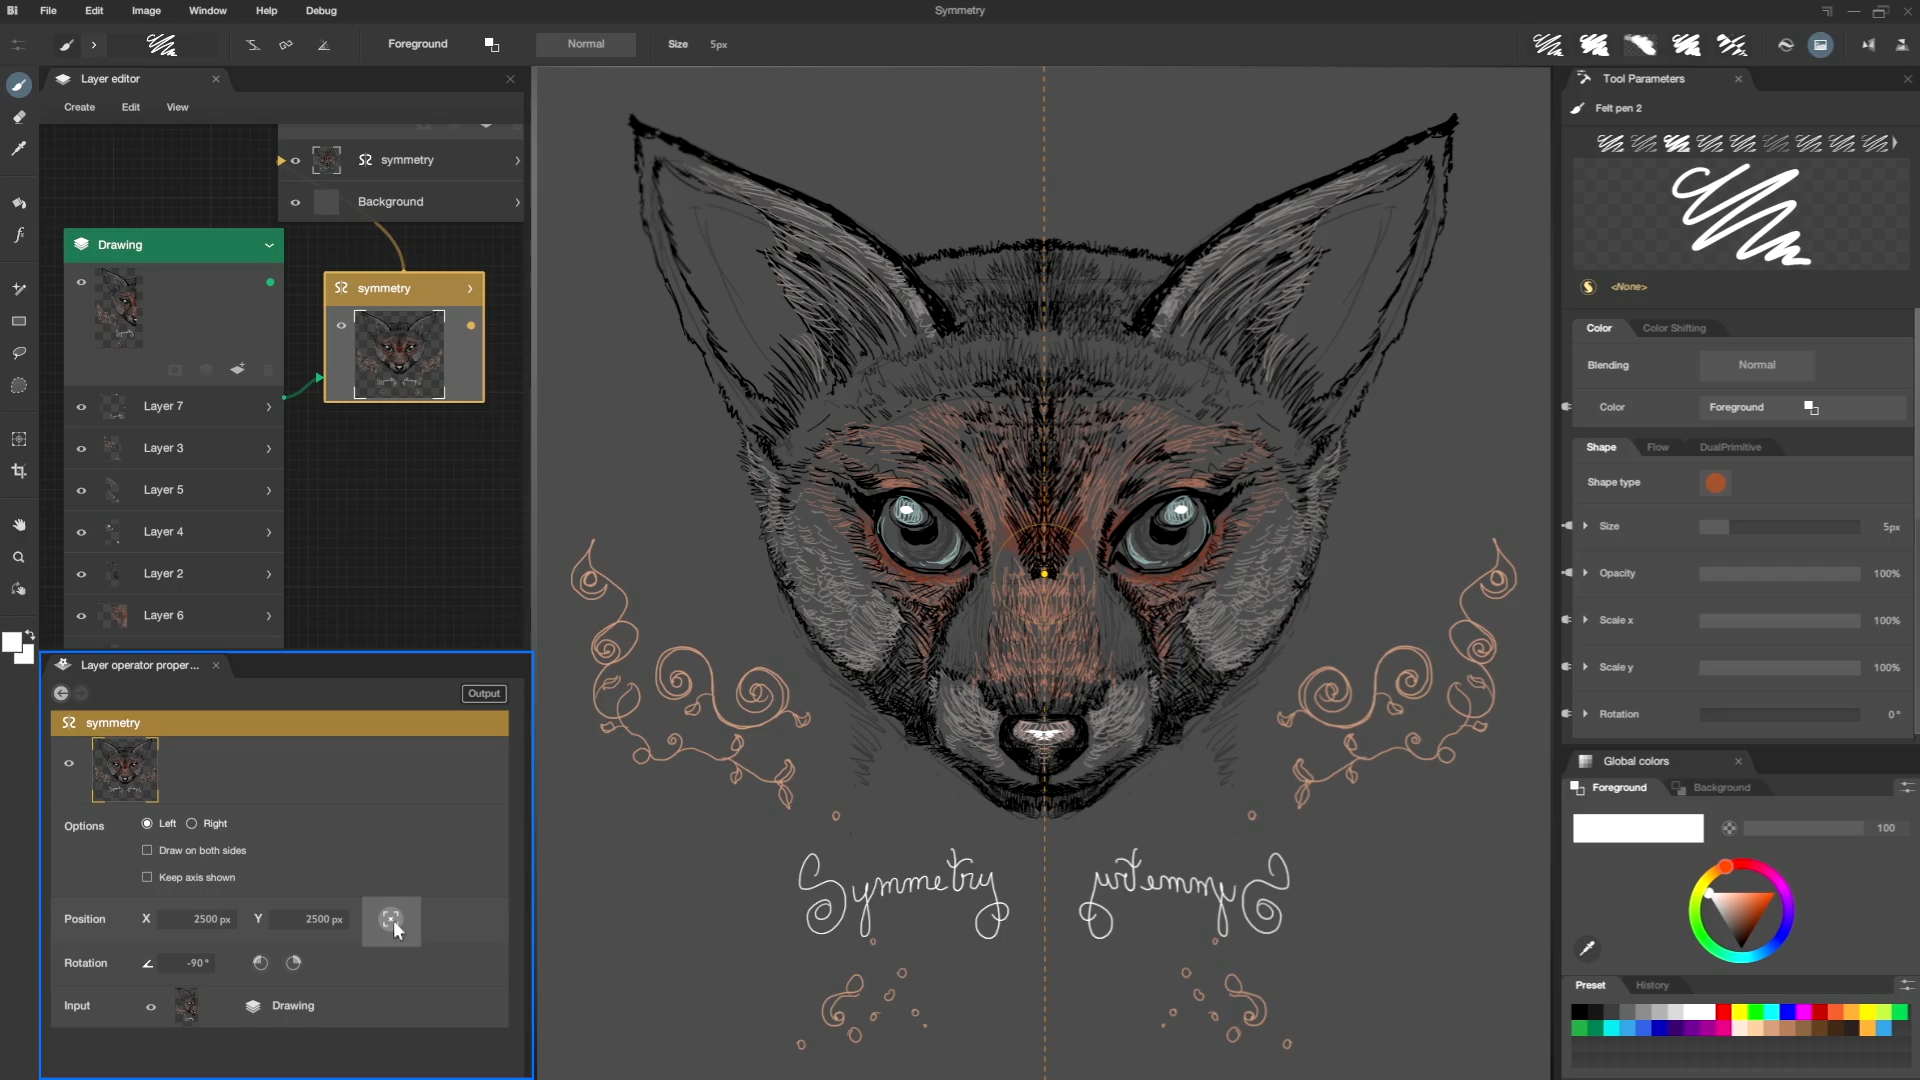 Bi File Edit Image Window Help Debug
Symmetry
Foreground Normal Size 5px
Layer editor
Create Edit View
symmetry
Background
Drawing
symmetry
Layer 7
Layer 3
Layer 5
Layer 4
Layer 2
Layer 6
Layer operator proper...
Output
symmetry
Options Left Right
Draw on both sides
Keep axis shown
Position X 2500 px Y 2500 px
Rotation -90°
Input Drawing
Symmetry
Tool Parameters
Felt pen 2
<None>
Color Color Shifting
Blending Normal
Color Foreground
Shape Flow DualPrimitive
Shape type
Size 5px
Opacity 100%
Scale x 100%
Scale y 100%
Rotation 0°
Global colors
Foreground Background
100
Preset History